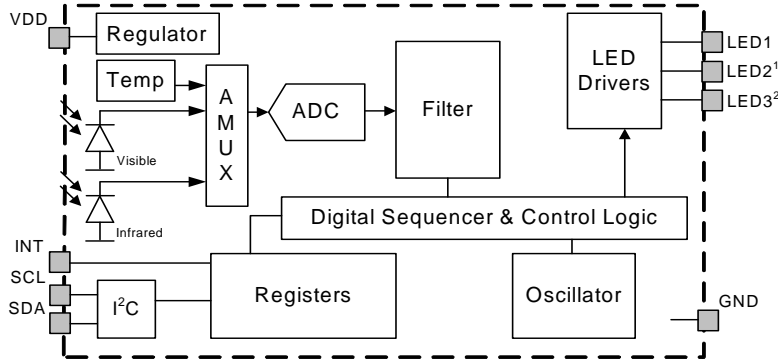 VDD
Regulator
LED Drivers
LED1
LED2¹
LED3²
Temp
AMUX
ADC
Filter
Visible
Infrared
Digital Sequencer & Control Logic
INT
SCL
SDA
I²C
Registers
Oscillator
GND